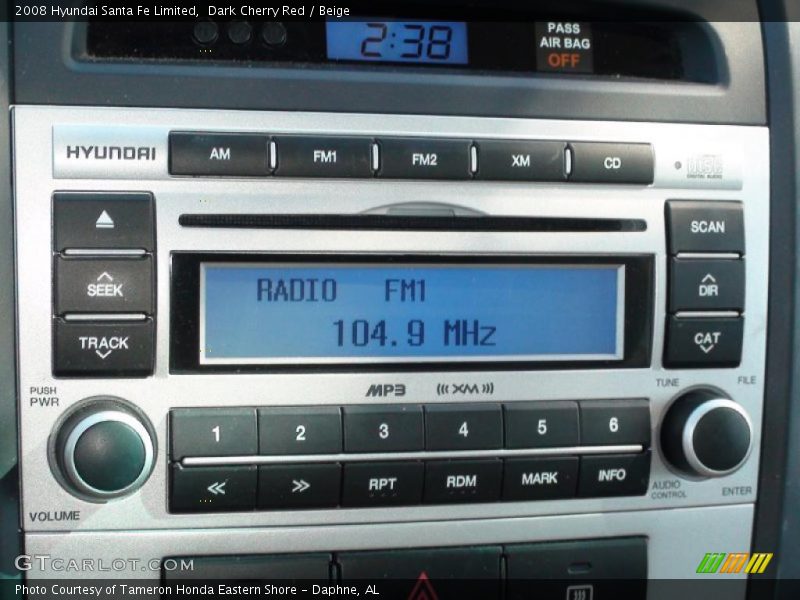 2008 Hyundai Santa Fe Limited, Dark Cherry Red / Beige
2:38
PASS
AIR BAG
OFF
HYUNDAI
AM
FM1
FM2
XM
CD
DIGITAL AUDIO
SEEK
TRACK
SCAN
DIR
CAT
RADIO FM1
104.9 MHz
PUSH
PWR
MP3
((( XM )))
TUNE
FILE
1
2
3
4
5
6
<<
>>
RPT
RDM
MARK
INFO
VOLUME
AUDIO
CONTROL
ENTER
GTCARLOT.COM
Photo Courtesy of Tameron Honda Eastern Shore - Daphne, AL